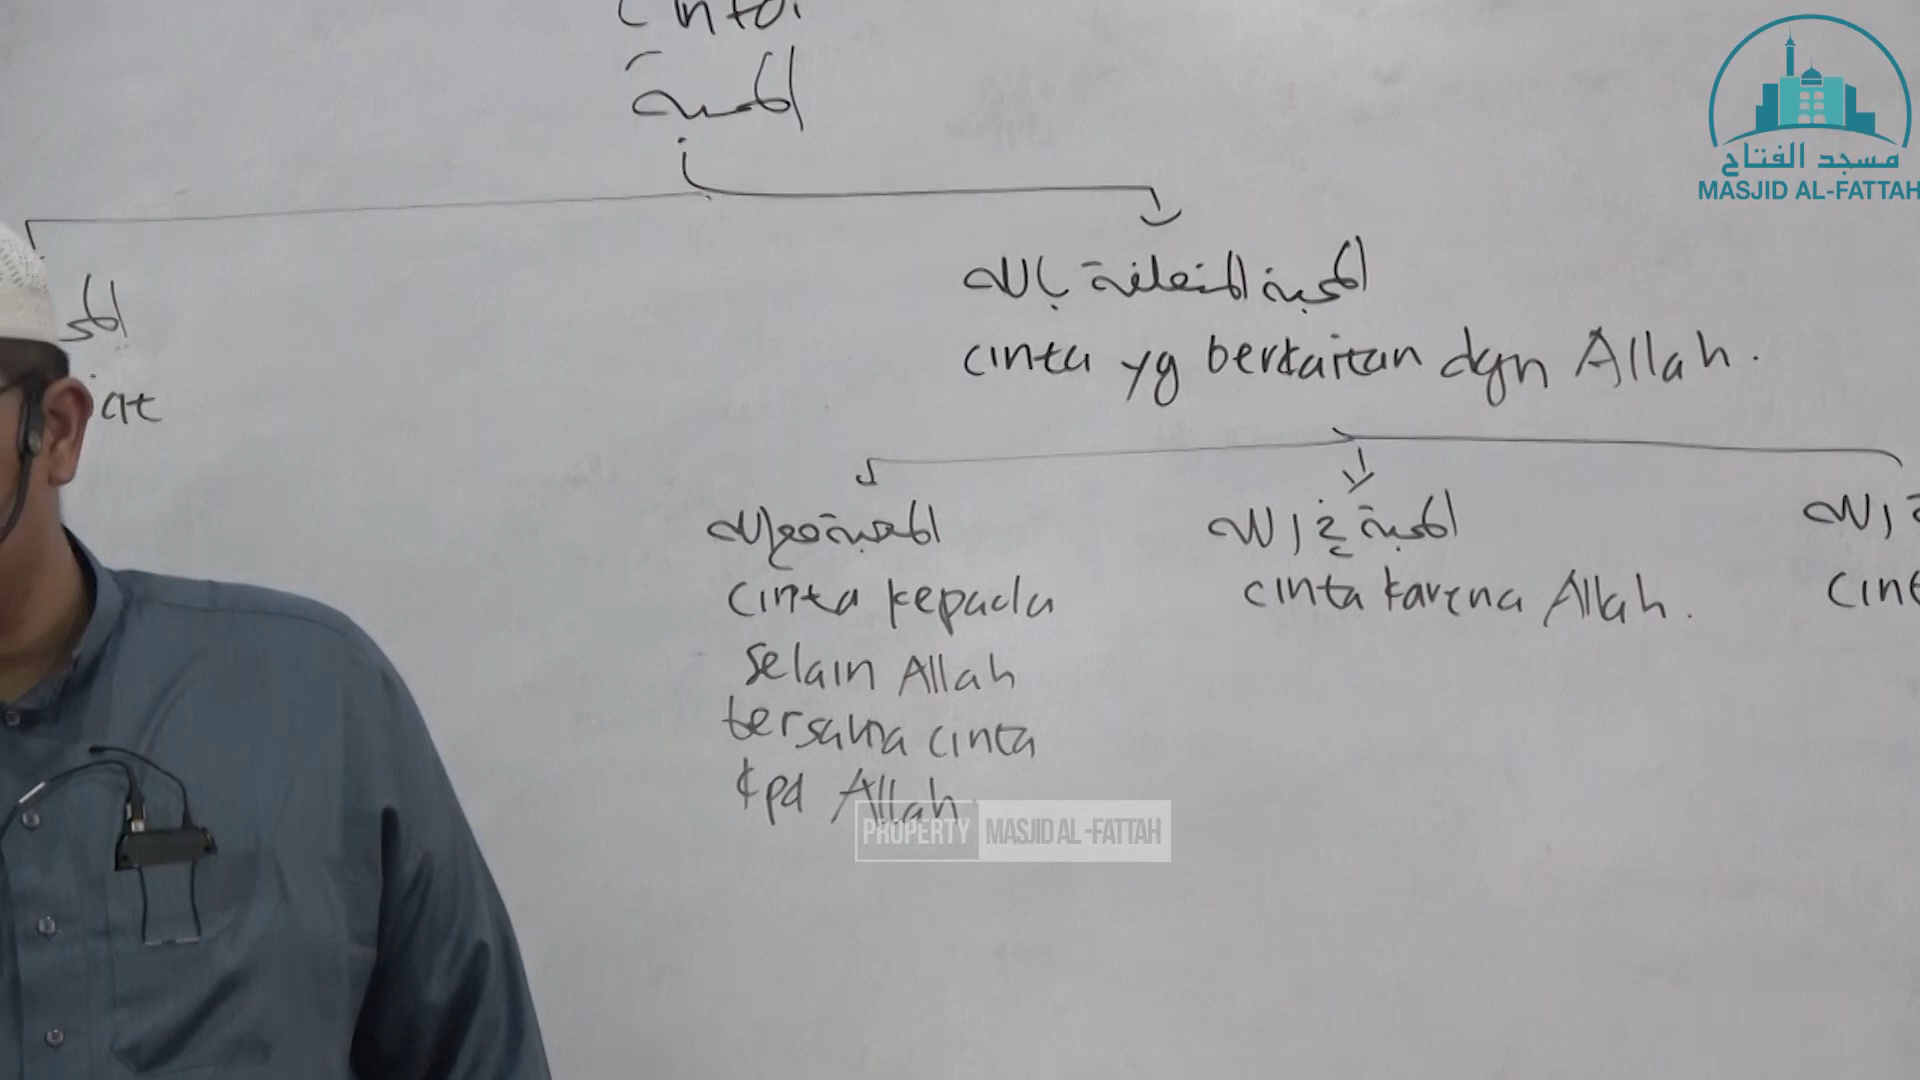 cinta
المحبة
مسجد الفتاح
MASJID AL-FATTAH
المحبة المتعلقة بالله
cinta yg berkaitan dgn Allah.
المحبة مع الله
cinta kepada
selain Allah
bersama cinta
kpd Allah.
المحبة في الله
cinta karena Allah.
PROPERTY MASJID AL-FATTAH